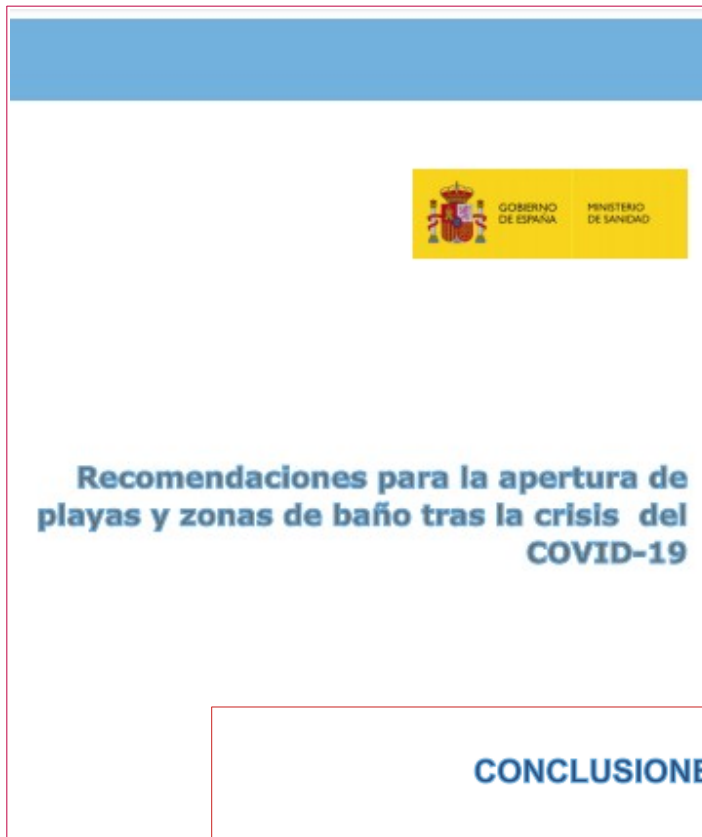 GOBIERNO
DE ESPAÑA
MINISTERIO
DE SANIDAD
Recomendaciones para la apertura de
playas y zonas de baño tras la crisis del
COVID-19
CONCLUSIONE